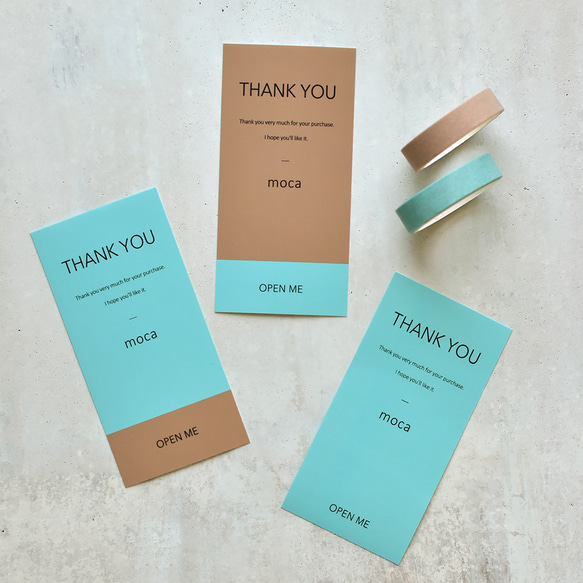 THANK YOU
Thank you very much for your purchase.
I hope you'll like it.
—
moca
OPEN ME
THANK YOU
Thank you very much for your purchase.
I hope you'll like it.
—
moca
OPEN ME
THANK YOU
Thank you very much for your purchase.
I hope you'll like it.
—
moca
OPEN ME